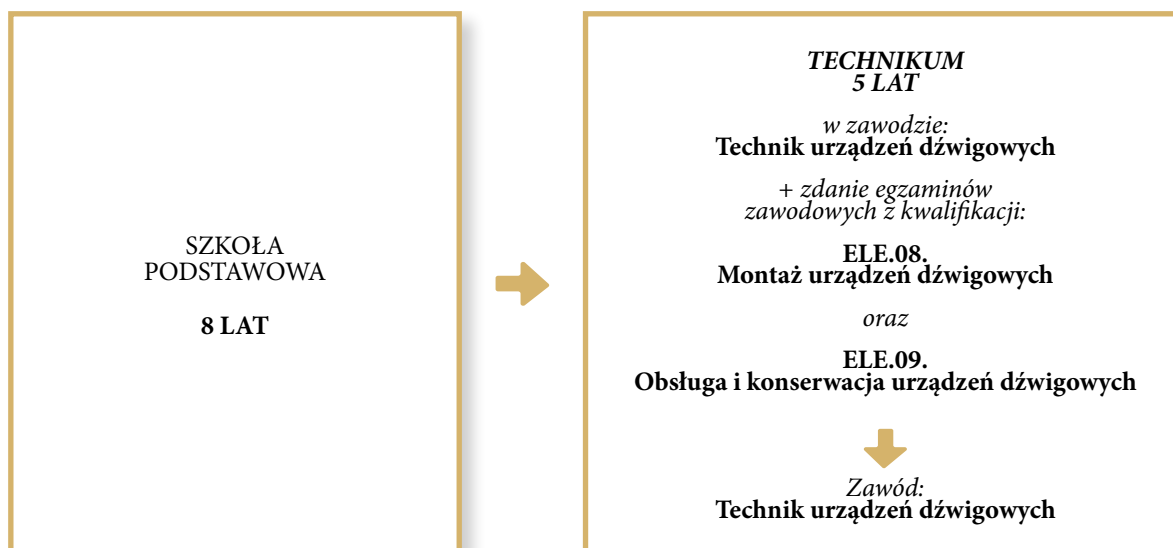 SZKOŁA
PODSTAWOWA
8 LAT
TECHNIKUM
5 LAT
w zawodzie:
Technik urządzeń dźwigowych
+ zdanie egzaminów
zawodowych z kwalifikacji:
ELE.08.
Montaż urządzeń dźwigowych
oraz
ELE.09.
Obsługa i konserwacja urządzeń dźwigowych
Zawód:
Technik urządzeń dźwigowych